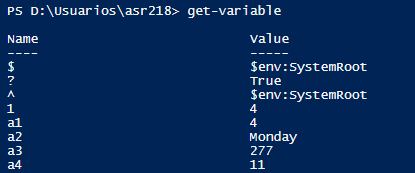 PS D:\Usuarios\asr218> get-variable
Name Value
---- -----
$ $env:SystemRoot
? True
^ $env:SystemRoot
1 4
a1 4
a2 Monday
a3 277
a4 11